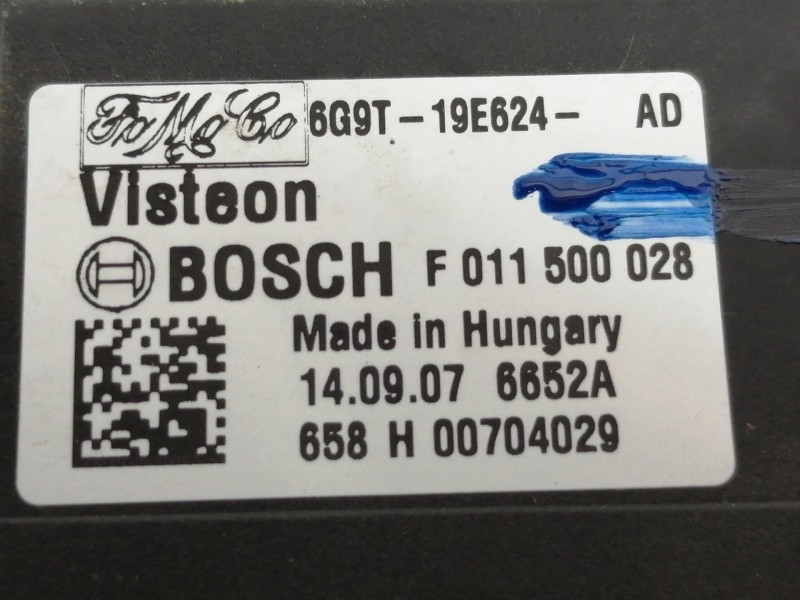 FoMoCo 6G9T-19E624- AD
Visteon
BOSCH F 011 500 028
Made in Hungary
14.09.07 6652A
658 H 00704029